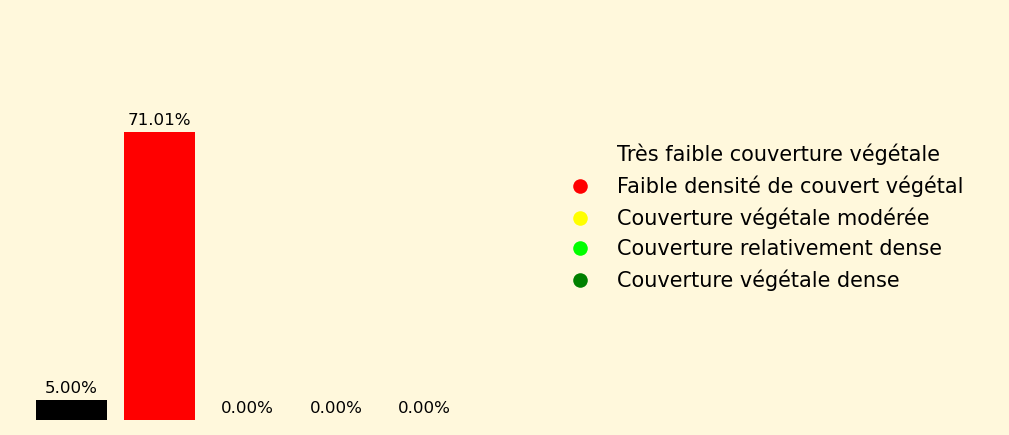 71.01%
5.00%
0.00%
0.00%
0.00%
Très faible couverture végétale
Faible densité de couvert végétal
Couverture végétale modérée
Couverture relativement dense
Couverture végétale dense